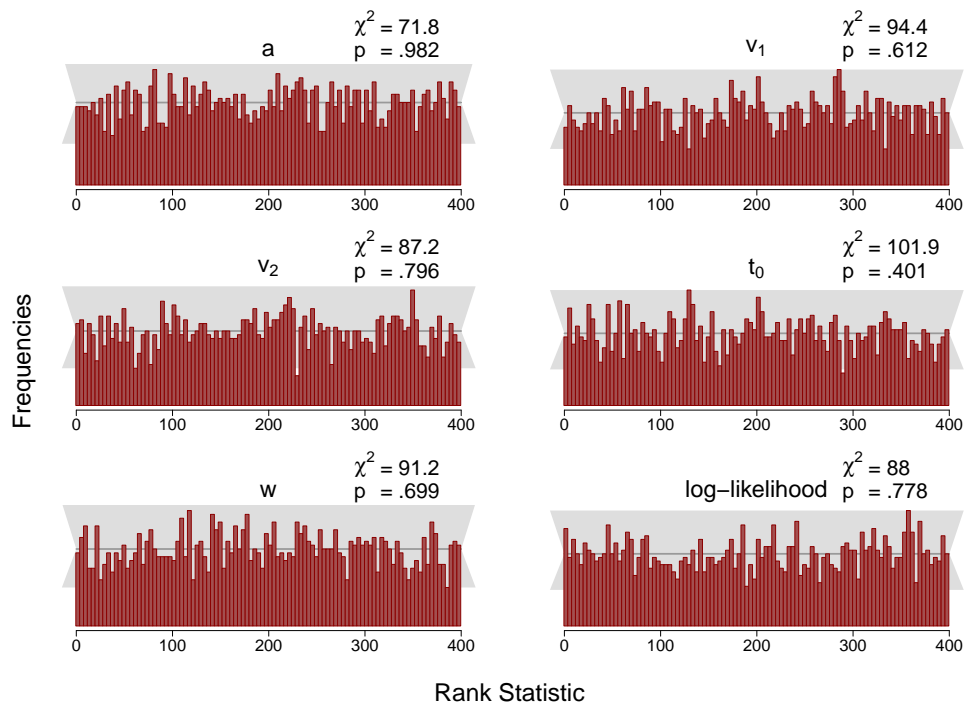 a
χ² = 71.8
p = .982
0 100 200 300 400
v₁
χ² = 94.4
p = .612
0 100 200 300 400
v₂
χ² = 87.2
p = .796
0 100 200 300 400
t₀
χ² = 101.9
p = .401
0 100 200 300 400
w
χ² = 91.2
p = .699
0 100 200 300 400
log−likelihood
χ² = 88
p = .778
0 100 200 300 400
Frequencies
Rank Statistic